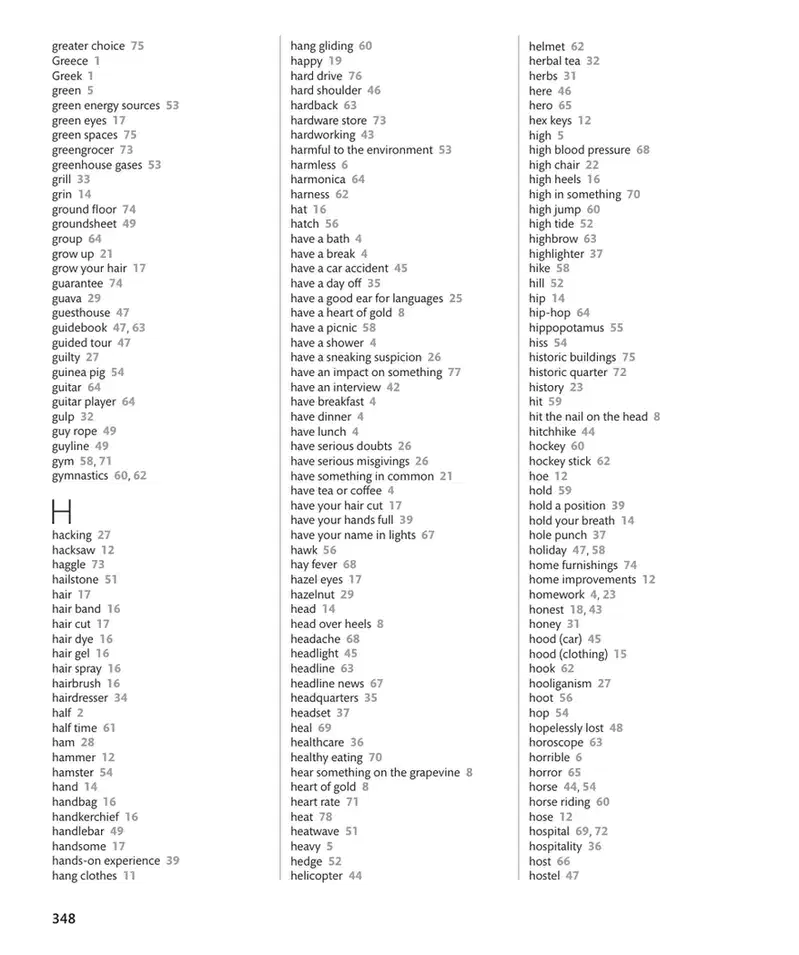 greater choice 75
Greece 1
Greek 1
green 5
green energy sources 53
green eyes 17
green spaces 75
greengrocer 73
greenhouse gases 53
grill 33
grin 14
ground floor 74
groundsheet 49
group 64
grow up 21
grow your hair 17
guarantee 74
guava 29
guesthouse 47
guidebook 47, 63
guided tour 47
guilty 27
guinea pig 54
guitar 64
guitar player 64
gulp 32
guy rope 49
guyline 49
gym 58, 71
gymnastics 60, 62
H
hacking 27
hacksaw 12
haggle 73
hailstone 51
hair 17
hair band 16
hair cut 17
hair dye 16
hair gel 16
hair spray 16
hairbrush 16
hairdresser 34
half 2
half time 61
ham 28
hammer 12
hamster 54
hand 14
handbag 16
handkerchief 16
handlebar 49
handsome 17
hands-on experience 39
hang clothes 11
hang gliding 60
happy 19
hard drive 76
hard shoulder 46
hardback 63
hardware store 73
hardworking 43
harmful to the environment 53
harmless 6
harmonica 64
harness 62
hat 16
hatch 56
have a bath 4
have a break 4
have a car accident 45
have a day off 35
have a good ear for languages 25
have a heart of gold 8
have a picnic 58
have a shower 4
have a sneaking suspicion 26
have an impact on something 77
have an interview 42
have breakfast 4
have dinner 4
have lunch 4
have serious doubts 26
have serious misgivings 26
have something in common 21
have tea or coffee 4
have your hair cut 17
have your hands full 39
have your name in lights 67
hawk 56
hay fever 68
hazel eyes 17
hazelnut 29
head 14
head over heels 8
headache 68
headlight 45
headline 63
headline news 67
headquarters 35
headset 37
heal 69
healthcare 36
healthy eating 70
hear something on the grapevine 8
heart of gold 8
heart rate 71
heat 78
heatwave 51
heavy 5
hedge 52
helicopter 44
helmet 62
herbal tea 32
herbs 31
here 46
hero 65
hex keys 12
high 5
high blood pressure 68
high chair 22
high heels 16
high in something 70
high jump 60
high tide 52
highbrow 63
highlighter 37
hike 58
hill 52
hip 14
hip-hop 64
hippopotamus 55
hiss 54
historic buildings 75
historic quarter 72
history 23
hit 59
hit the nail on the head 8
hitchhike 44
hockey 60
hockey stick 62
hoe 12
hold 59
hold a position 39
hold your breath 14
hole punch 37
holiday 47, 58
home furnishings 74
home improvements 12
homework 4, 23
honest 18, 43
honey 31
hood (car) 45
hood (clothing) 15
hook 62
hooliganism 27
hoot 56
hop 54
hopelessly lost 48
horoscope 63
horrible 6
horror 65
horse 44, 54
horse riding 60
hose 12
hospital 69, 72
hospitality 36
host 66
hostel 47
348